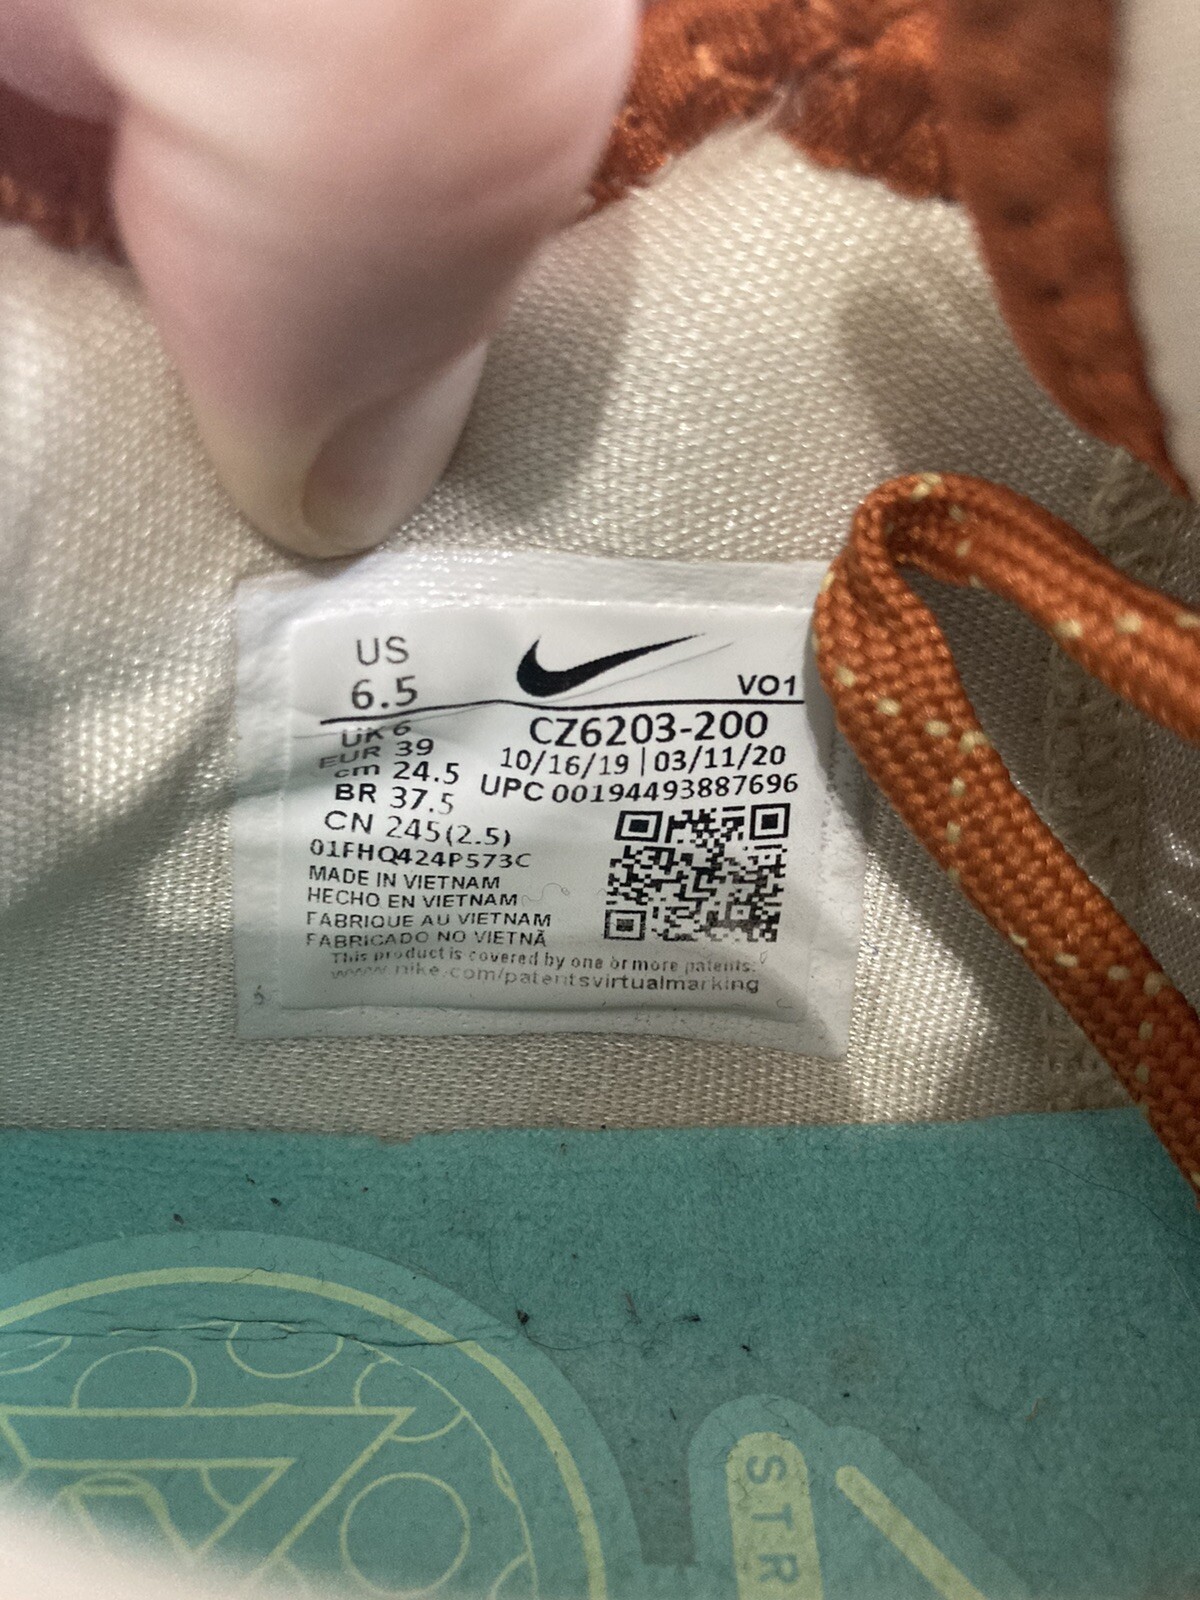 US
6.5
VO1
UK 6
EUR 39
cm 24.5
BR 37.5
CN 245(2.5)
CZ6203-200
10/16/19 | 03/11/20
UPC 00194493887696
01FHQ424P573C
MADE IN VIETNAM
HECHO EN VIETNAM
FABRIQUE AU VIETNAM
FABRICADO NO VIETNÃ
This product is covered by one or more patents.
www.nike.com/patentsvirtualmarking
STR